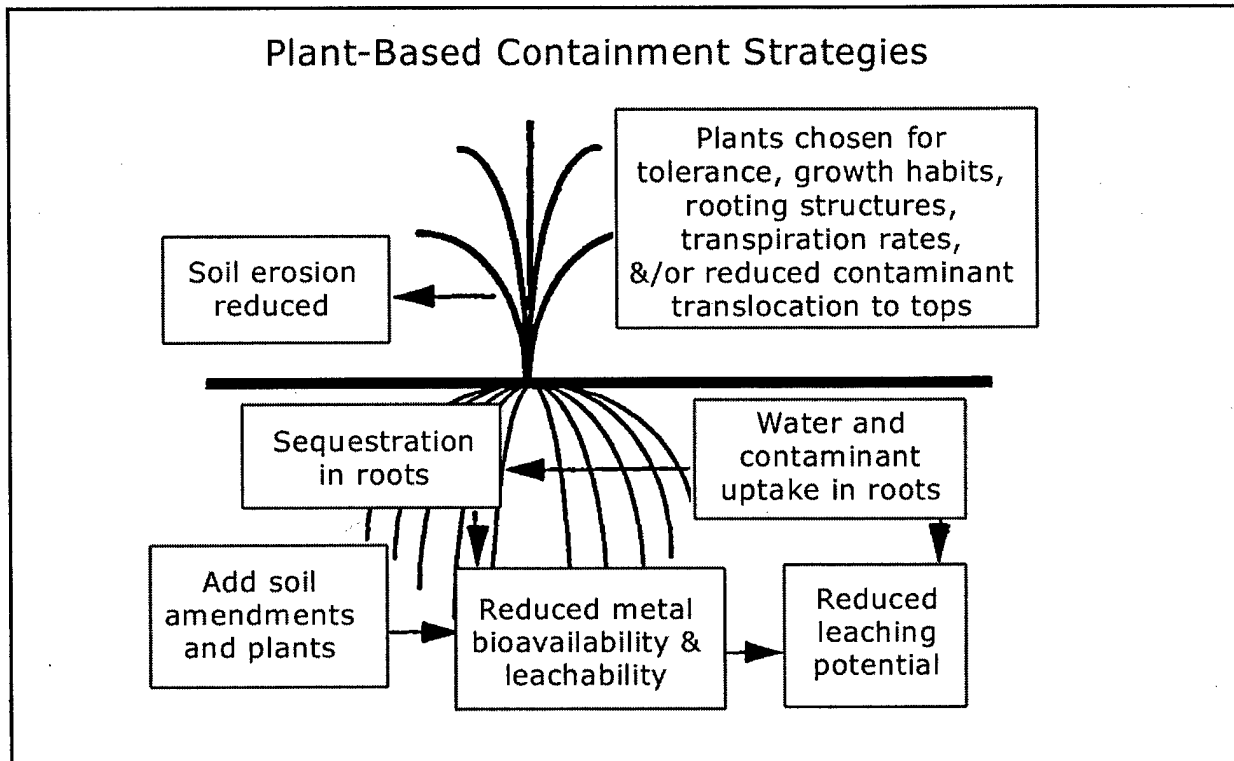 Plant-Based Containment Strategies
Plants chosen for
tolerance, growth habits,
rooting structures,
transpiration rates,
&/or reduced contaminant
translocation to tops
Soil erosion
reduced
Sequestration
in roots
Water and
contaminant
uptake in roots
Add soil
amendments
and plants
Reduced metal
bioavailability &
leachability
Reduced
leaching
potential